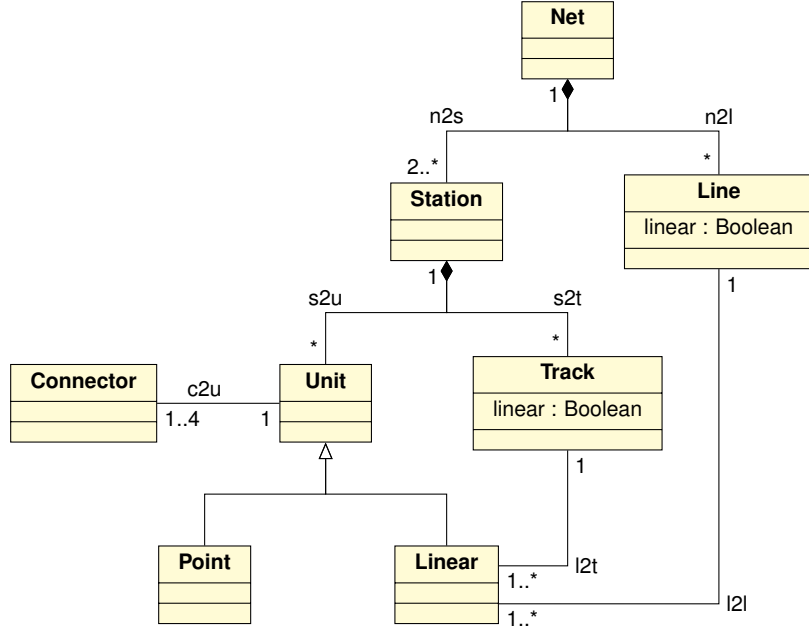 Net
1
n2s
n2l
2..*
*
Station
Line
linear : Boolean
1
1
s2u
s2t
*
*
Connector
c2u
Unit
Track
linear : Boolean
1..4
1
1
Point
Linear
l2t
1..*
l2l
1..*